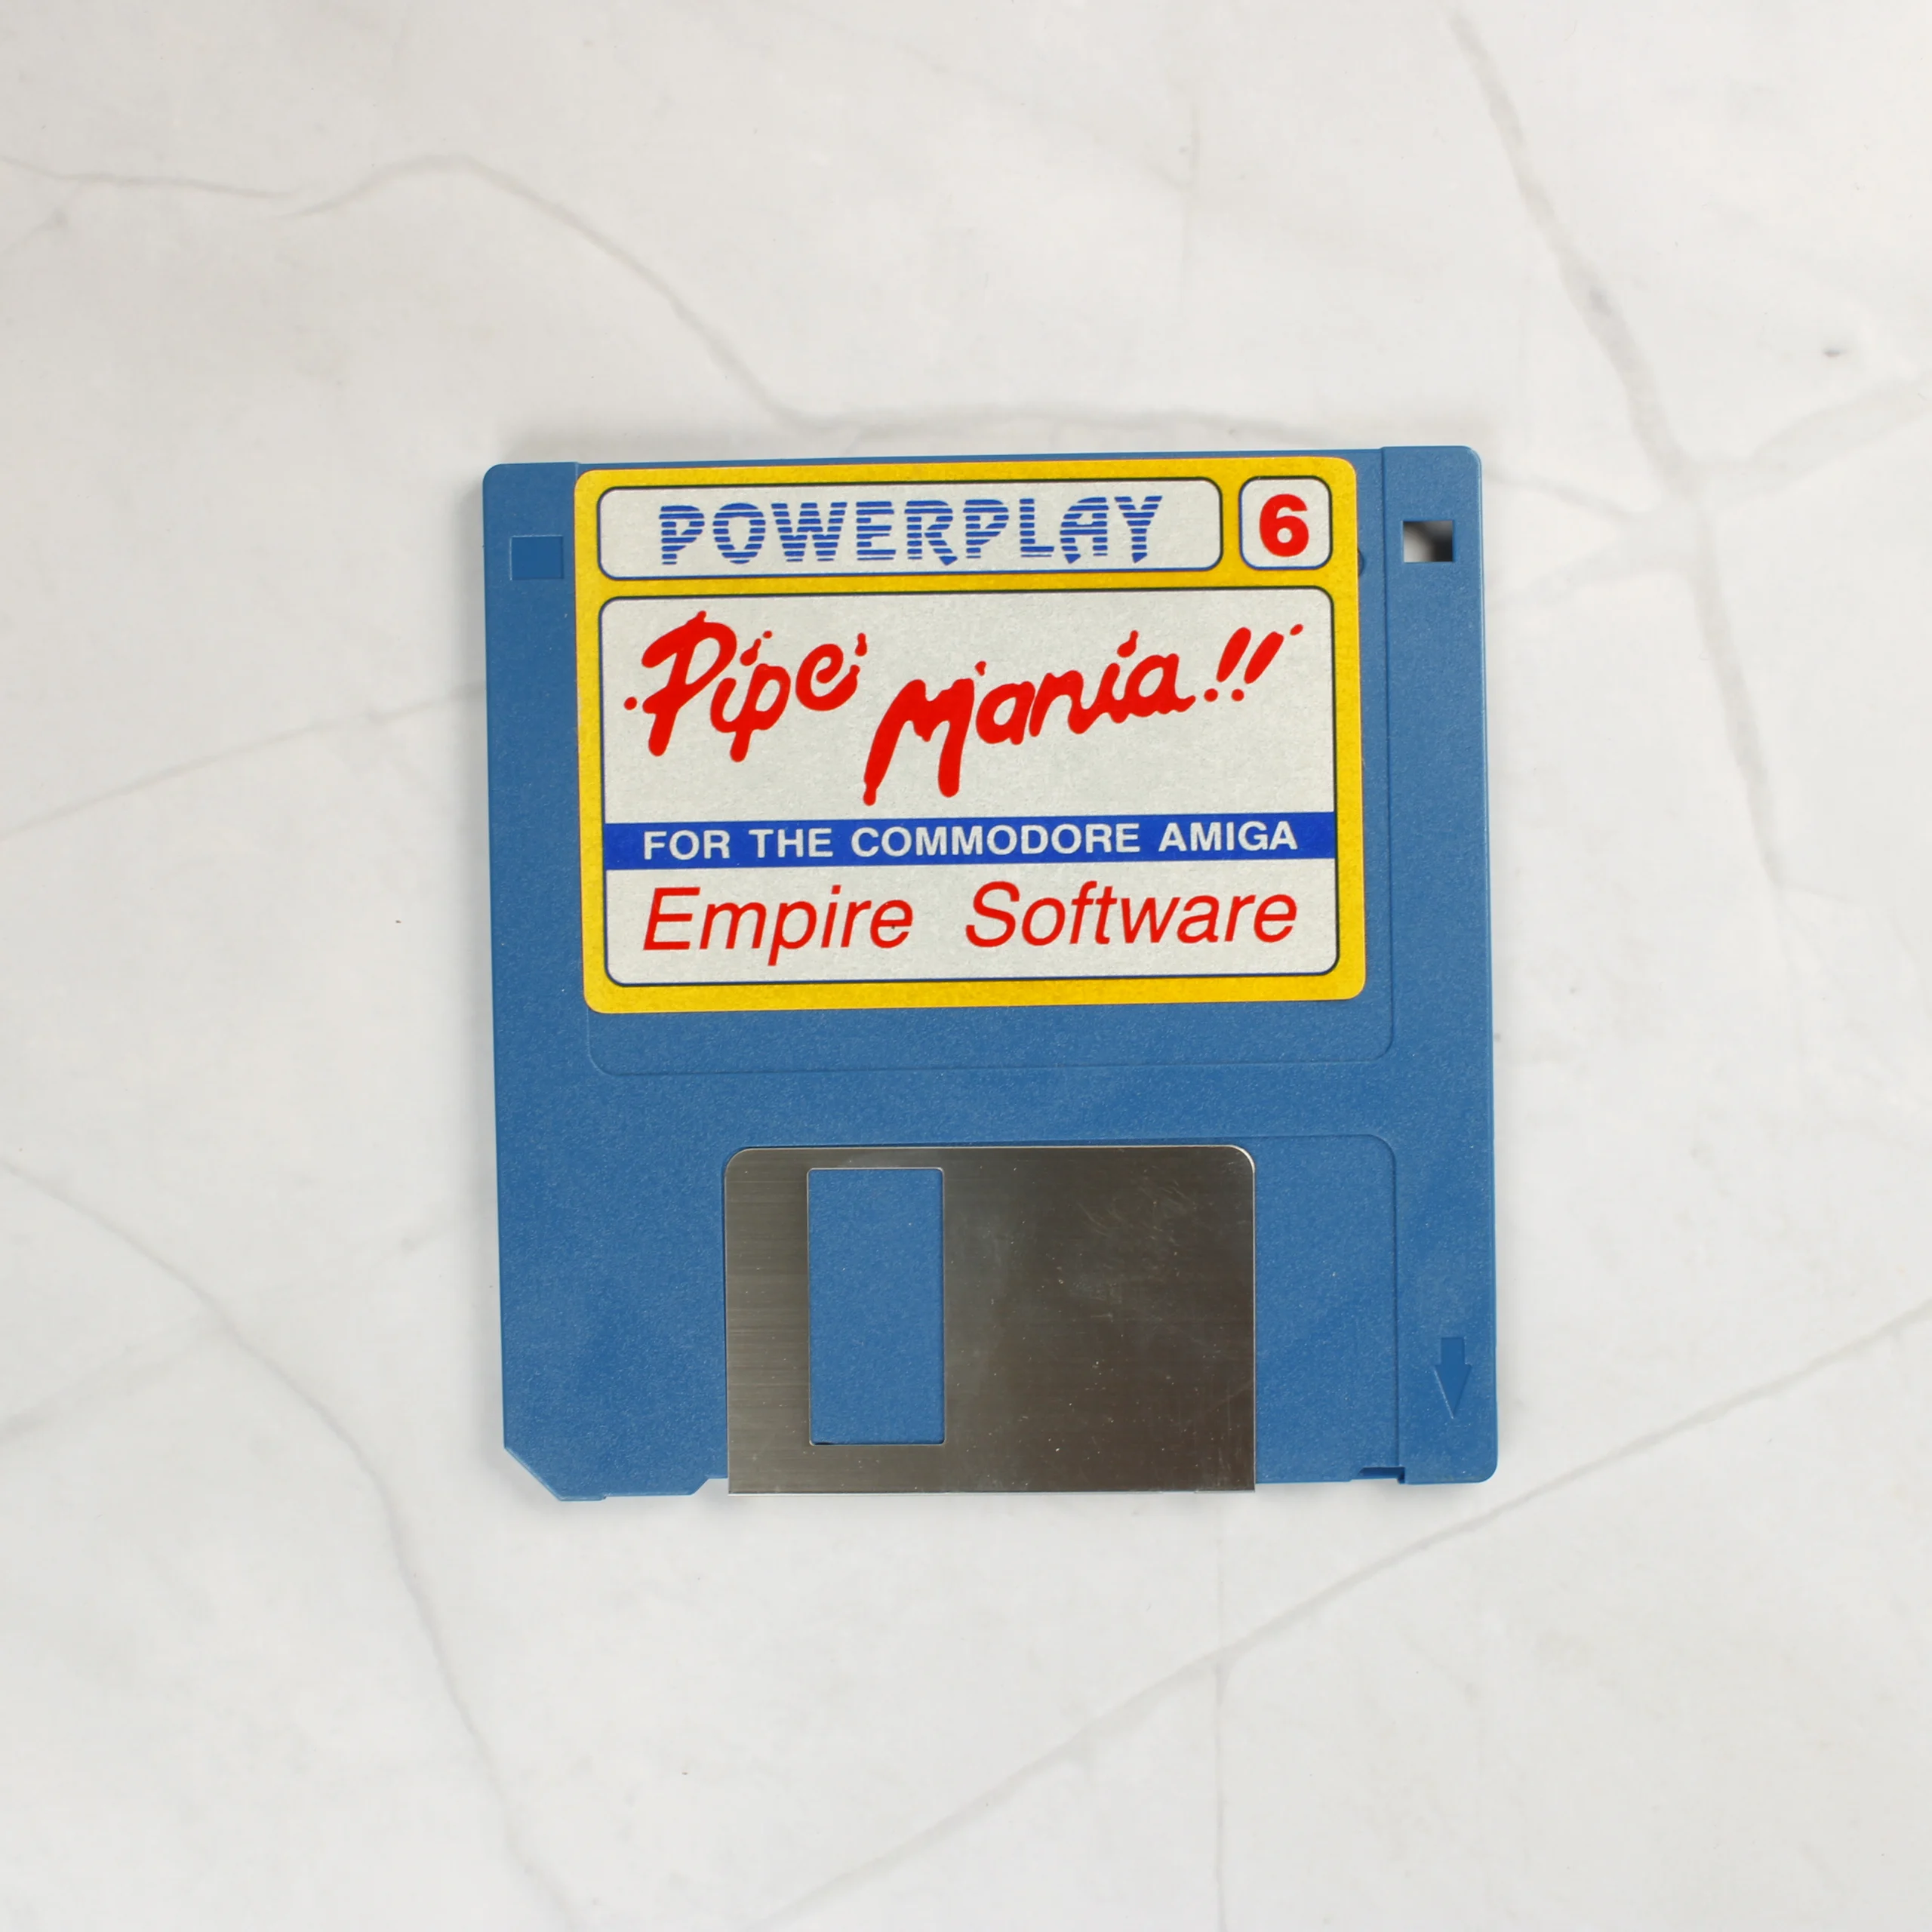 POWERPLAY 6
Pipe Mania!!
FOR THE COMMODORE AMIGA
Empire Software